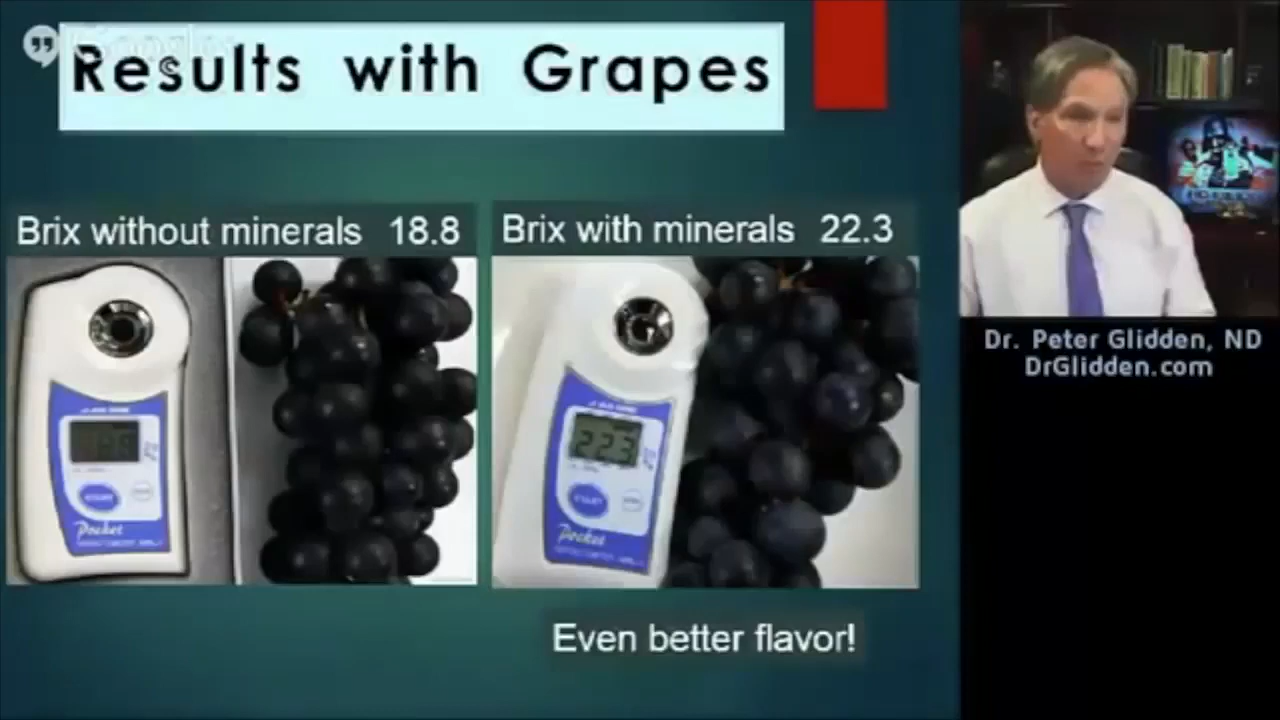 Results with Grapes
Brix without minerals 18.8
Brix with minerals 22.3
22.3
START
Pocket
Pocket
Even better flavor!
Dr. Peter Glidden, ND
DrGlidden.com